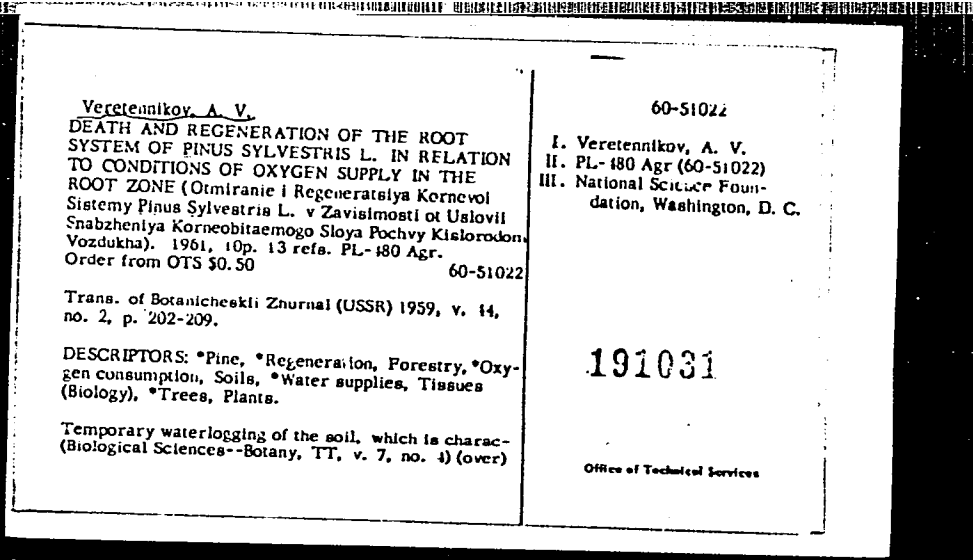 Veretennikov, A. V.
DEATH AND REGENERATION OF THE ROOT
SYSTEM OF PINUS SYLVESTRIS L. IN RELATION
TO CONDITIONS OF OXYGEN SUPPLY IN THE
ROOT ZONE (Otmiranie i Regeneratsiya Kornevoi
Sistemy Pinus Sylvestris L. v Zavisimosti ot Uslovii
Snabzheniya Korneobitaemogo Sloya Pochvy Kislorodom
Vozdukha). 1961, 10p. 13 refs. PL-480 Agr.
Order from OTS $0.50 60-51022
Trans. of Botanicheskii Zhurnal (USSR) 1959, v. 44,
no. 2, p. 202-209.
DESCRIPTORS: *Pine, *Regeneration, Forestry, *Oxy-
gen consumption, Soils, *Water supplies, Tissues
(Biology), *Trees, Plants.
Temporary waterlogging of the soil, which is charac-
(Biological Sciences--Botany, TT, v. 7, no. 4) (over)
60-51022
I. Veretennikov, A. V.
II. PL-480 Agr (60-51022)
III. National Science Foun-
dation, Washington, D. C.
191031
Office of Technical Services